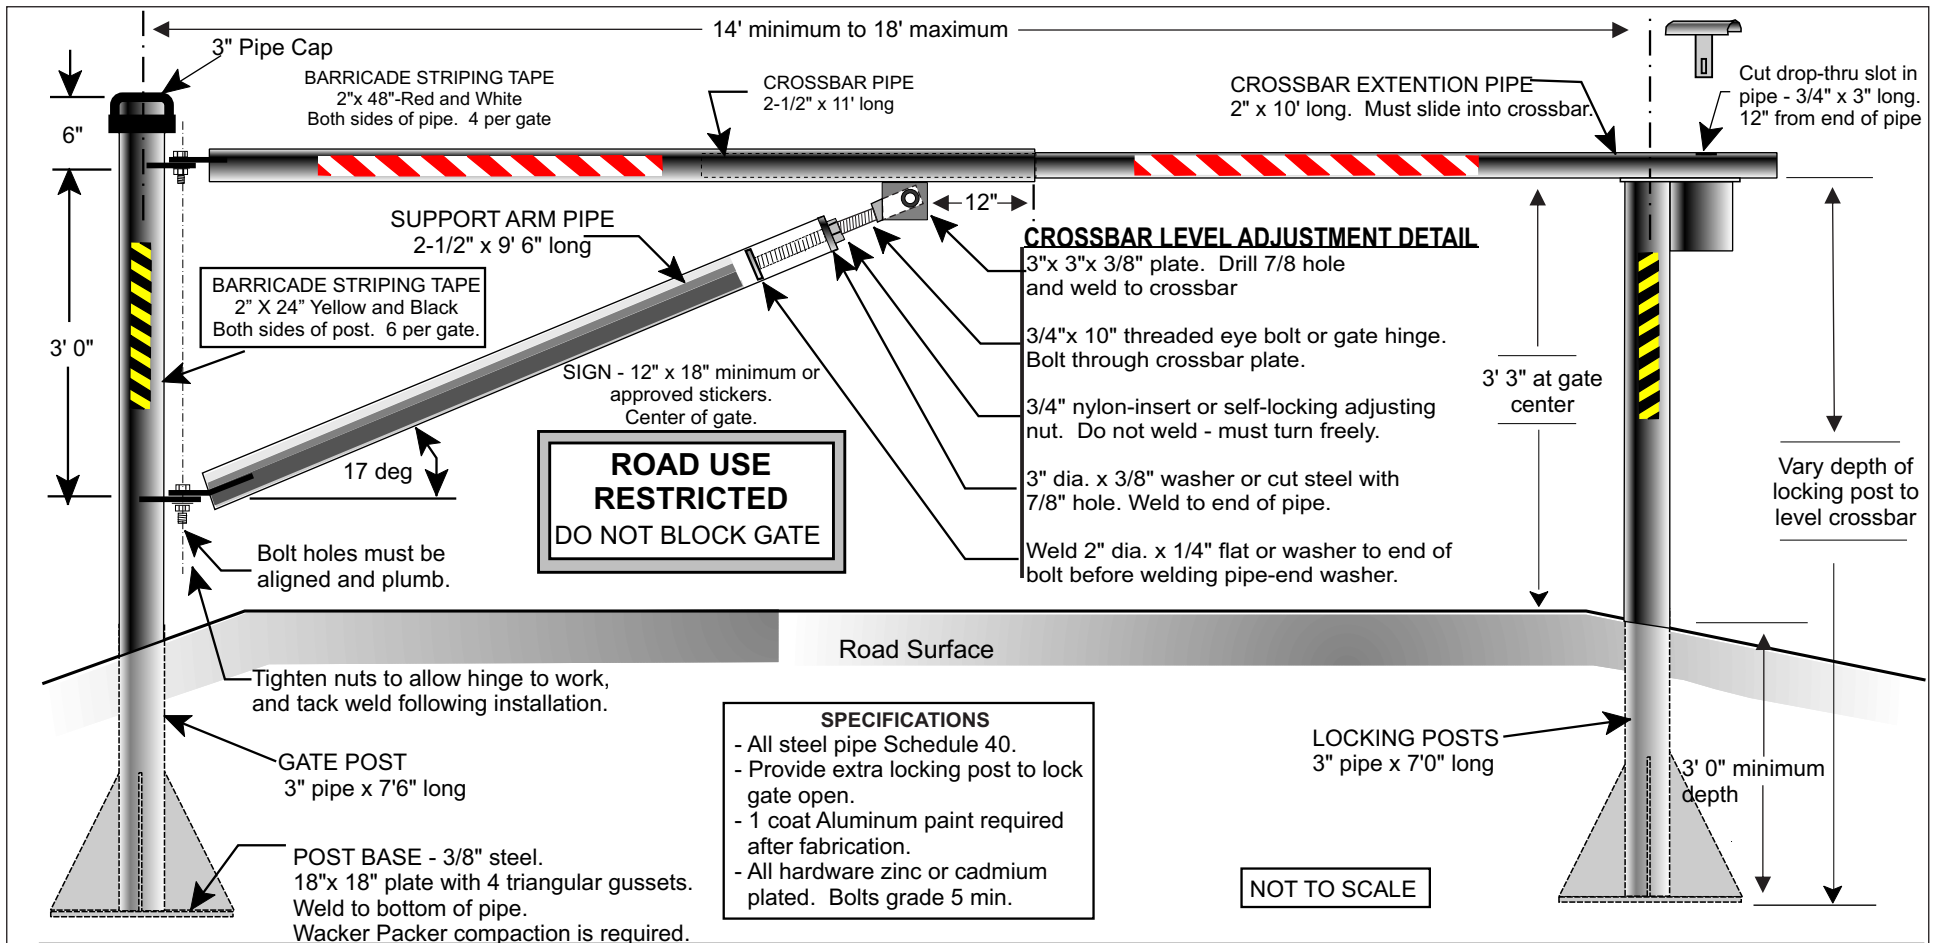 14' minimum to 18' maximum
3" Pipe Cap
6"
BARRICADE STRIPING TAPE
2"x 48"-Red and White
Both sides of pipe.  4 per gate
CROSSBAR PIPE
2-1/2" x 11' long
CROSSBAR EXTENTION PIPE
2" x 10' long.  Must slide into crossbar.
Cut drop-thru slot in
pipe - 3/4" x 3" long.
12" from end of pipe
12"
SUPPORT ARM PIPE
2-1/2" x 9' 6" long
BARRICADE STRIPING TAPE
2” X 24” Yellow and Black
Both sides of post.  6 per gate.
3' 0"
17 deg
SIGN - 12" x 18" minimum or
approved stickers.
Center of gate.
ROAD USE
RESTRICTED
DO NOT BLOCK GATE
CROSSBAR LEVEL ADJUSTMENT DETAIL
3"x 3"x 3/8" plate.  Drill 7/8 hole
and weld to crossbar
3/4"x 10" threaded eye bolt or gate hinge.
Bolt through crossbar plate.
3/4" nylon-insert or self-locking adjusting
nut.  Do not weld - must turn freely.
3" dia. x 3/8" washer or cut steel with
7/8" hole. Weld to end of pipe.
Weld 2" dia. x 1/4" flat or washer to end of
bolt before welding pipe-end washer.
3' 3" at gate
center
Vary depth of
locking post to
level crossbar
Bolt holes must be
aligned and plumb.
Road Surface
Tighten nuts to allow hinge to work,
and tack weld following installation.
GATE POST
3" pipe x 7'6" long
POST BASE - 3/8" steel.
18"x 18" plate with 4 triangular gussets.
Weld to bottom of pipe.
Wacker Packer compaction is required.
SPECIFICATIONS
- All steel pipe Schedule 40.
- Provide extra locking post to lock
gate open.
- 1 coat Aluminum paint required
after fabrication.
- All hardware zinc or cadmium
plated.  Bolts grade 5 min.
LOCKING POSTS
3" pipe x 7'0" long
3' 0" minimum
depth
NOT TO SCALE